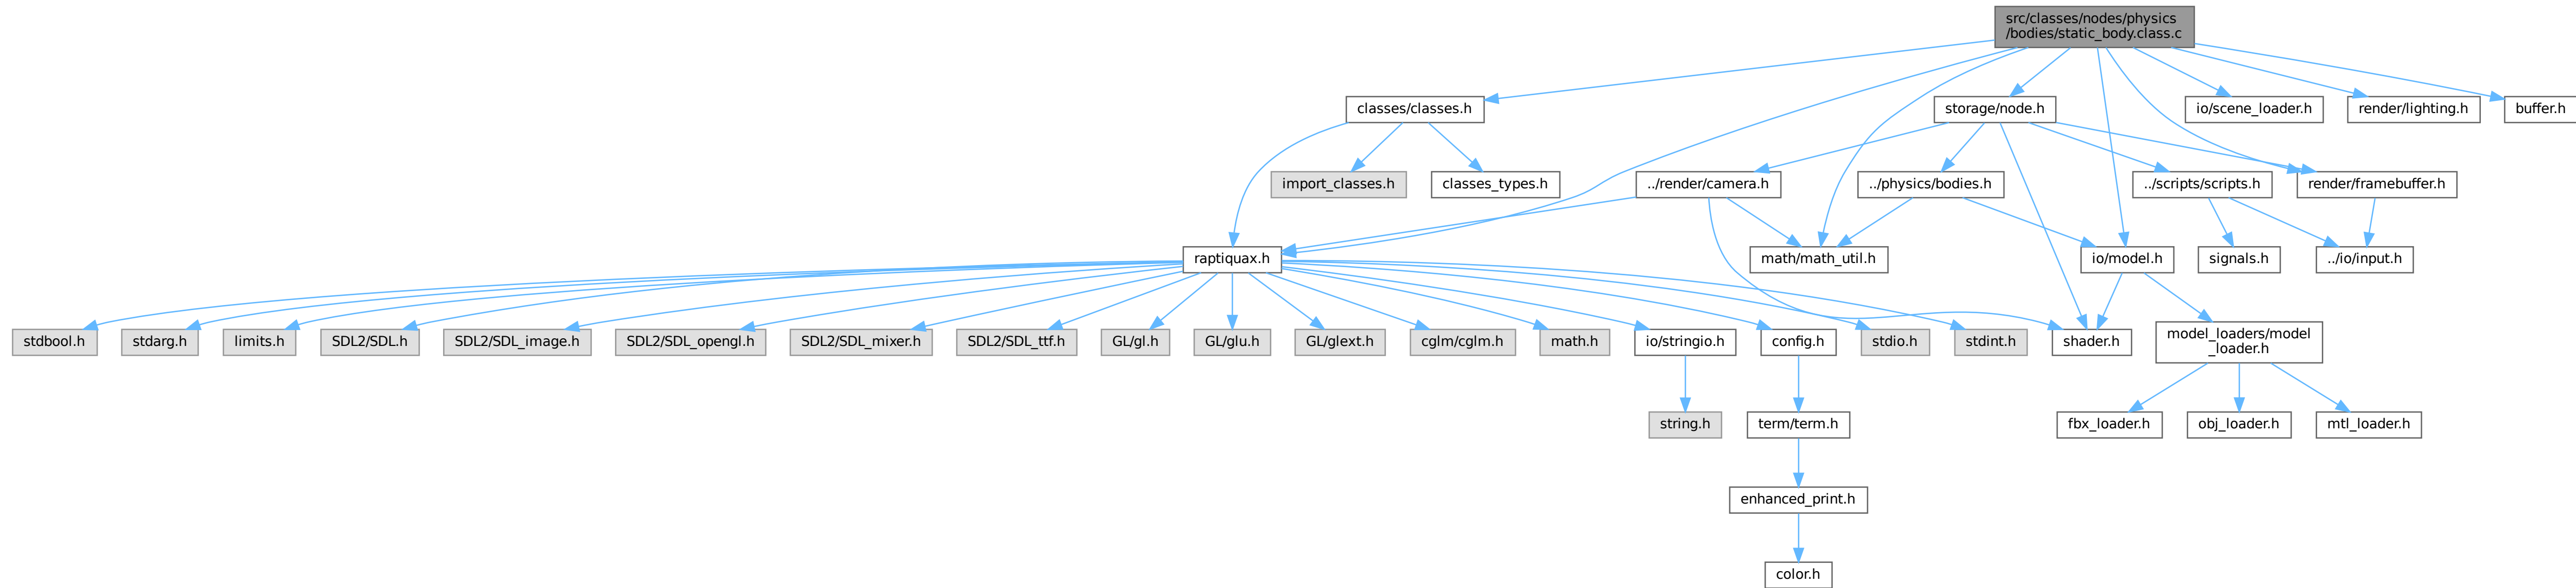 src/classes/nodes/physics
/bodies/static_body.class.c
classes/classes.h
storage/node.h
io/scene_loader.h
render/lighting.h
buffer.h
import_classes.h
classes_types.h
../render/camera.h
../physics/bodies.h
../scripts/scripts.h
render/framebuffer.h
raptiquax.h
math/math_util.h
io/model.h
signals.h
../io/input.h
stdbool.h
stdarg.h
limits.h
SDL2/SDL.h
SDL2/SDL_image.h
SDL2/SDL_opengl.h
SDL2/SDL_mixer.h
SDL2/SDL_ttf.h
GL/gl.h
GL/glu.h
GL/glext.h
cglm/cglm.h
math.h
io/stringio.h
config.h
stdio.h
stdint.h
shader.h
model_loaders/model
_loader.h
string.h
term/term.h
fbx_loader.h
obj_loader.h
mtl_loader.h
enhanced_print.h
color.h